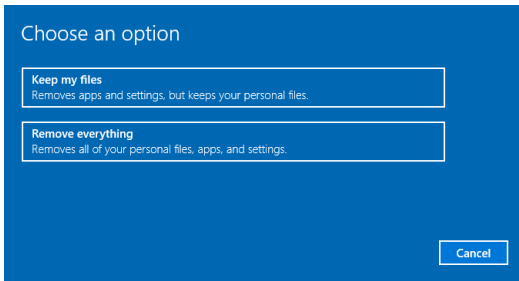 Choose an option
Keep my files
Removes apps and settings, but keeps your personal files.
Remove everything
Removes all of your personal files, apps, and settings.
Cancel